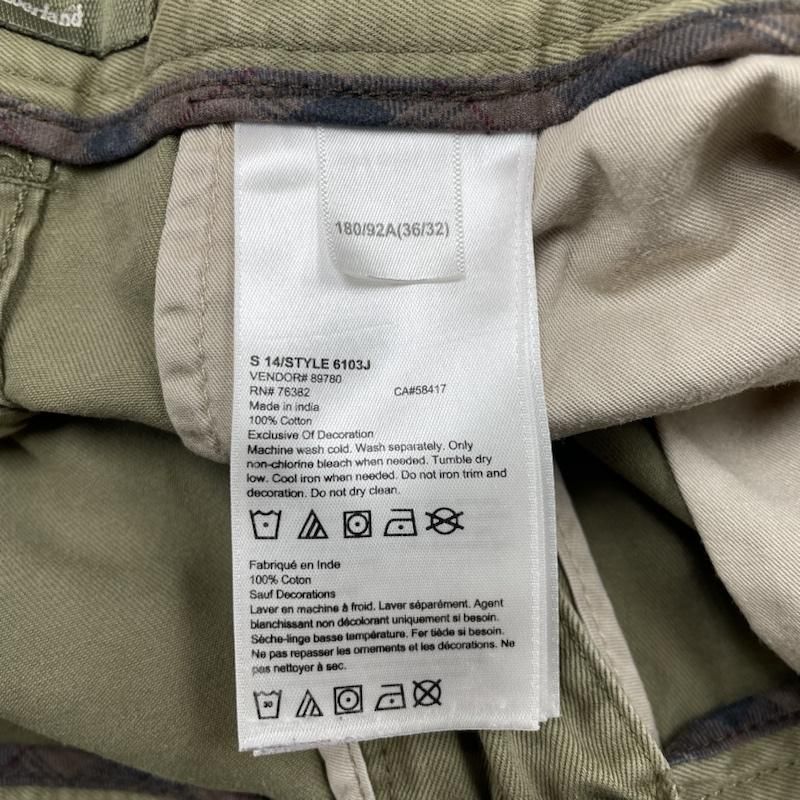 180/92A(36/32)
S 14/STYLE 6103J
VENDOR# 89780
RN# 76382 CA#58417
Made in india
100% Cotton
Exclusive Of Decoration
Machine wash cold. Wash separately. Only
non-chlorine bleach when needed. Tumble dry
low. Cool iron when needed. Do not iron trim and
decoration. Do not dry clean.
Fabriqué en Inde
100% Coton
Sauf Decorations
Laver en machine à froid. Laver séparément. Agent
blanchissant non décolorant uniquement si besoin.
Sèche-linge basse température. Fer tiède si besoin.
Ne pas repasser les ornements et les décorations. Ne
pas nettoyer à sec.
30